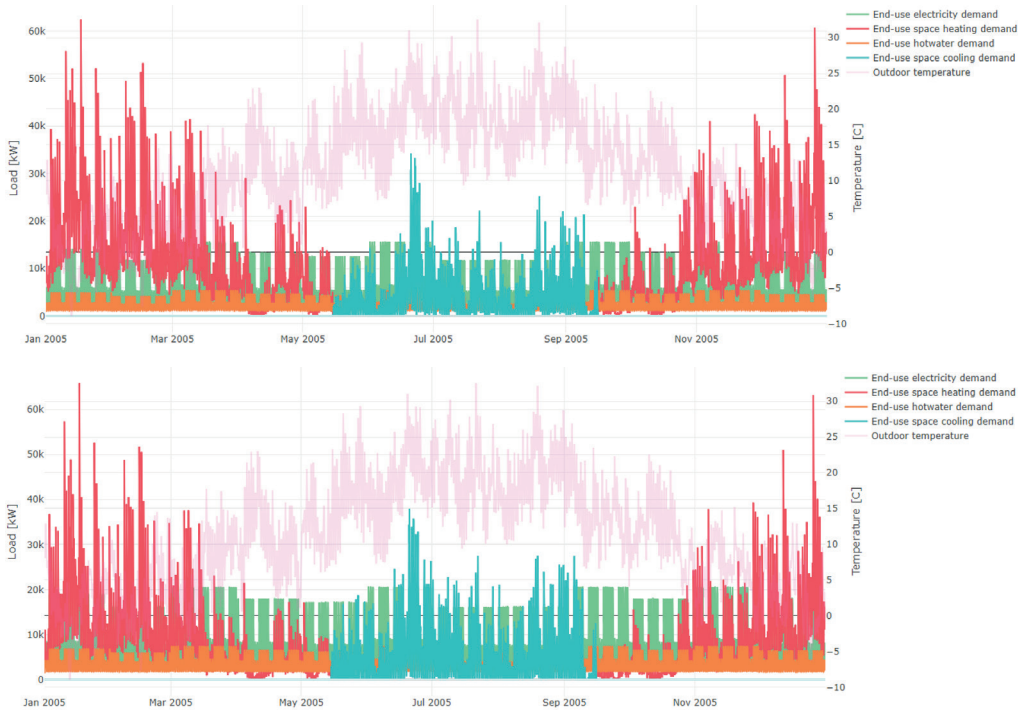 End-use electricity demand
End-use space heating demand
End-use hotwater demand
End-use space cooling demand
Outdoor temperature
60k
50k
40k
30k
20k
10k
0
Load [kW]
30
25
20
15
10
5
0
−5
−10
Temperature [C]
Jan 2005
Mar 2005
May 2005
Jul 2005
Sep 2005
Nov 2005
End-use electricity demand
End-use space heating demand
End-use hotwater demand
End-use space cooling demand
Outdoor temperature
60k
50k
40k
30k
20k
10k
0
Load [kW]
30
25
20
15
10
5
0
−5
−10
Temperature [C]
Jan 2005
Mar 2005
May 2005
Jul 2005
Sep 2005
Nov 2005